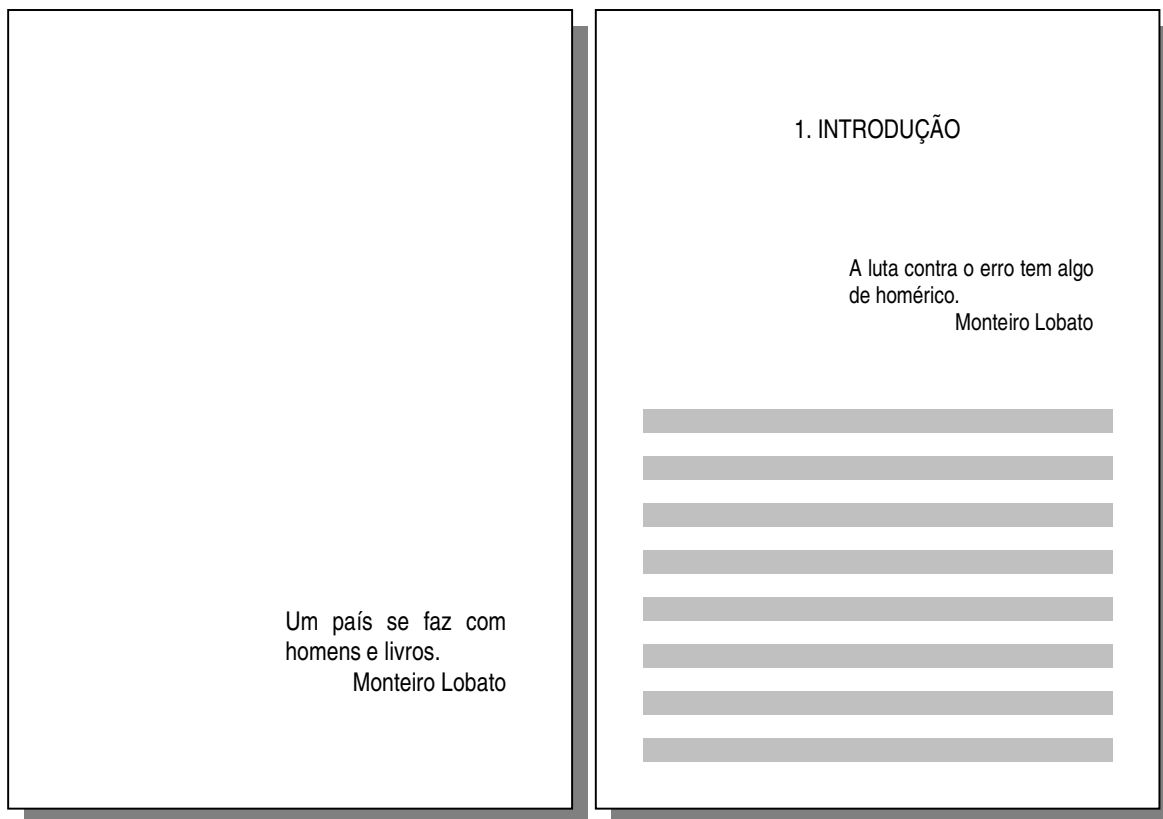 Um país se faz com
homens e livros.
Monteiro Lobato
1. INTRODUÇÃO
A luta contra o erro tem algo
de homérico.
Monteiro Lobato